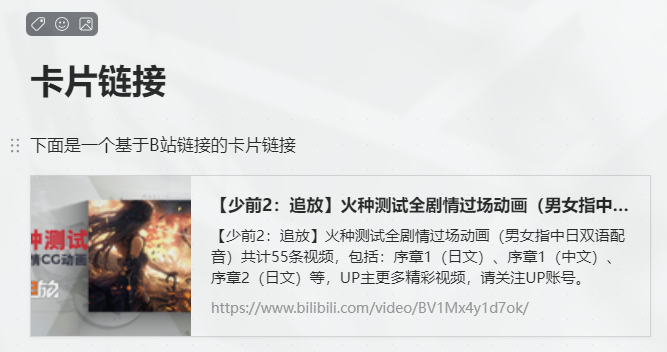 卡片链接
下面是一个基于B站链接的卡片链接
种测试
情CG动画
【少前2：追放】火种测试全剧情过场动画（男女指中...
【少前2：追放】火种测试全剧情过场动画（男女指中日双语配
音）共计55条视频，包括：序章1（日文）、序章1（中文）、
序章2（日文）等，UP主更多精彩视频，请关注UP账号。
https://www.bilibili.com/video/BV1Mx4y1d7ok/